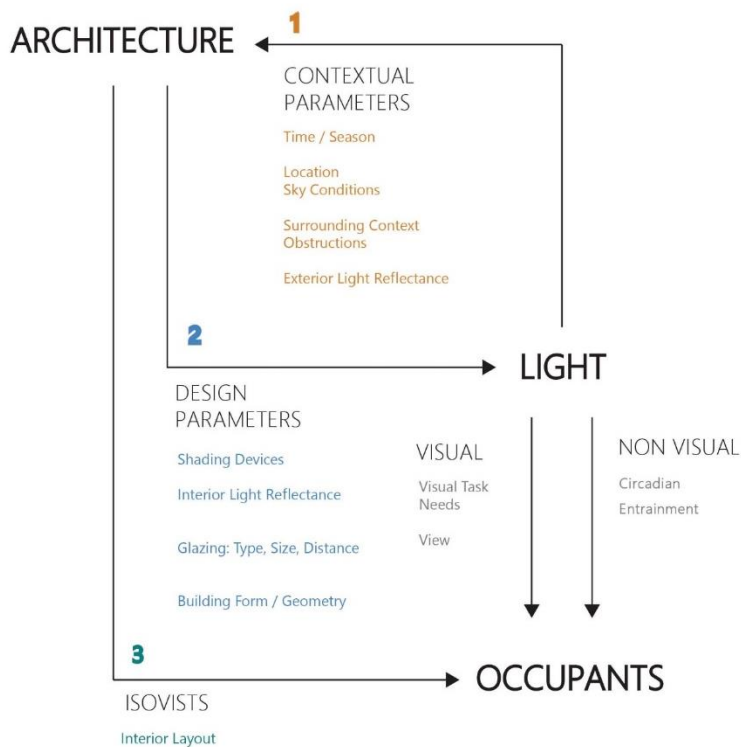 1
ARCHITECTURE
CONTEXTUAL
PARAMETERS
Time / Season
Location
Sky Conditions
Surrounding Context
Obstructions
Exterior Light Reflectance
2
LIGHT
DESIGN
PARAMETERS
Shading Devices
Interior Light Reflectance
Glazing: Type, Size, Distance
Building Form / Geometry
VISUAL
Visual Task
Needs
View
NON VISUAL
Circadian
Entrainment
3
OCCUPANTS
ISOVISTS
Interior Layout